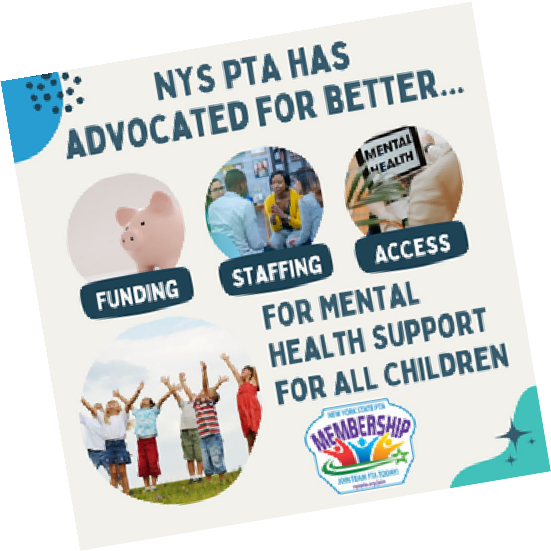 NYS PTA HAS
ADVOCATED FOR BETTER...
MENTAL
HEALTH
FUNDING
STAFFING
ACCESS
FOR MENTAL
HEALTH SUPPORT
FOR ALL CHILDREN
NEW YORK STATE PTA
MEMBERSHIP
JOIN TEAM PTA TODAY!